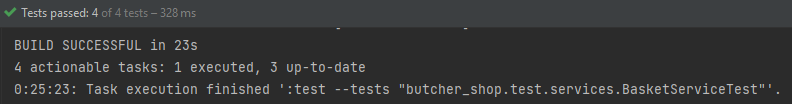 Tests passed: 4 of 4 tests – 328 ms
BUILD SUCCESSFUL in 23s
4 actionable tasks: 1 executed, 3 up-to-date
0:25:23: Task execution finished ':test --tests "butcher_shop.test.services.BasketServiceTest"'.